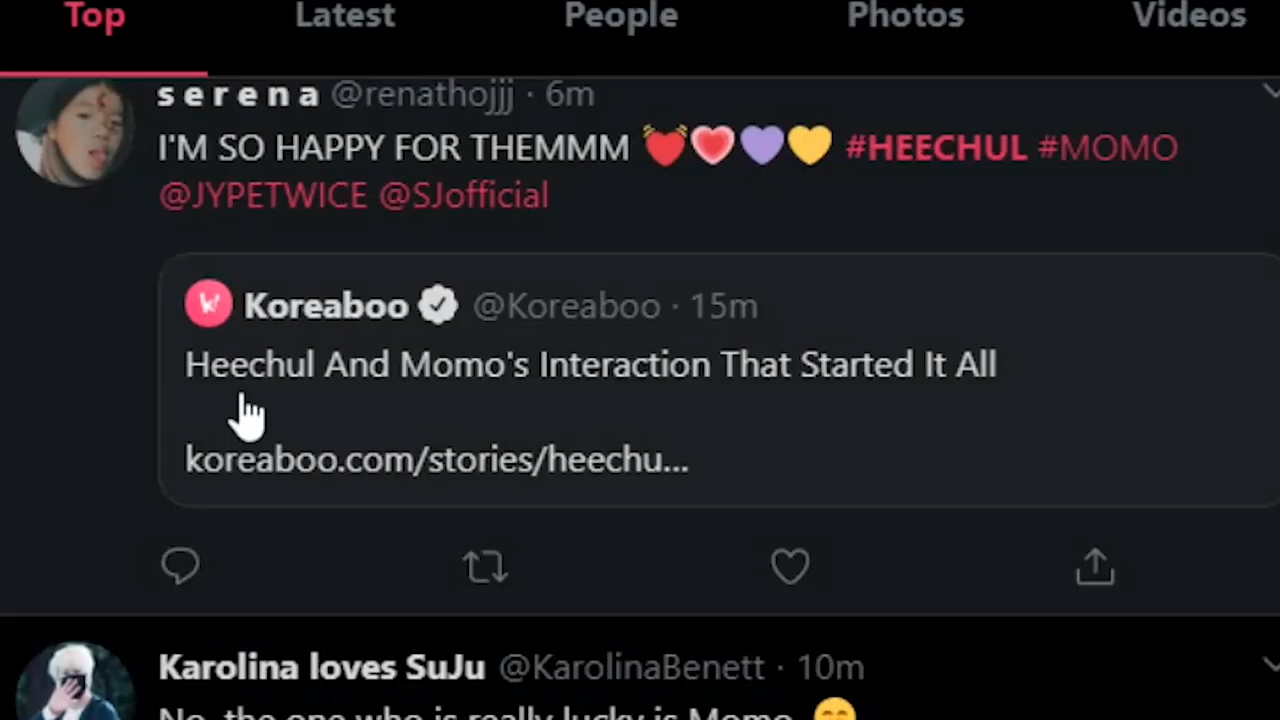 Top Latest People Photos Videos
s e r e n a @renathojjj · 6m
I'M SO HAPPY FOR THEMMM 💓💗💜💛 #HEECHUL #MOMO
@JYPETWICE @SJofficial
Koreaboo @Koreaboo · 15m
Heechul And Momo's Interaction That Started It All
koreaboo.com/stories/heechu...
Karolina loves SuJu @KarolinaBenett · 10m
No, the one who is really lucky is Momo. 😊